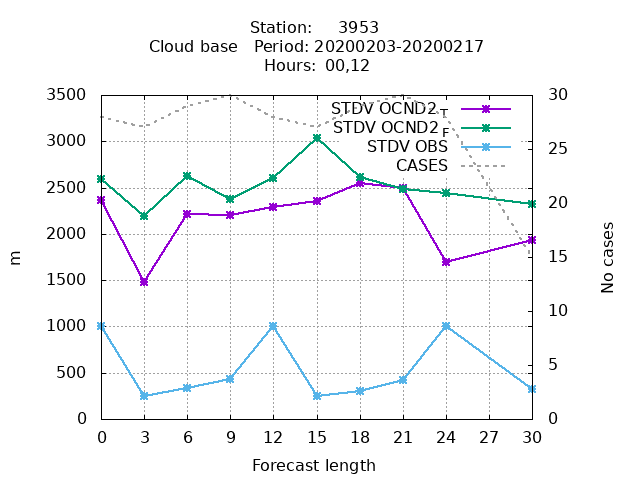 Station: 3953
Cloud base Period: 20200203-20200217
Hours: 00,12
3500
3000
2500
2000
1500
1000
500
0
m
30
25
20
15
10
5
0
No cases
STDV OCND2 T
STDV OCND2 F
STDV OBS
CASES
0 3 6 9 12 15 18 21 24 27 30
Forecast length